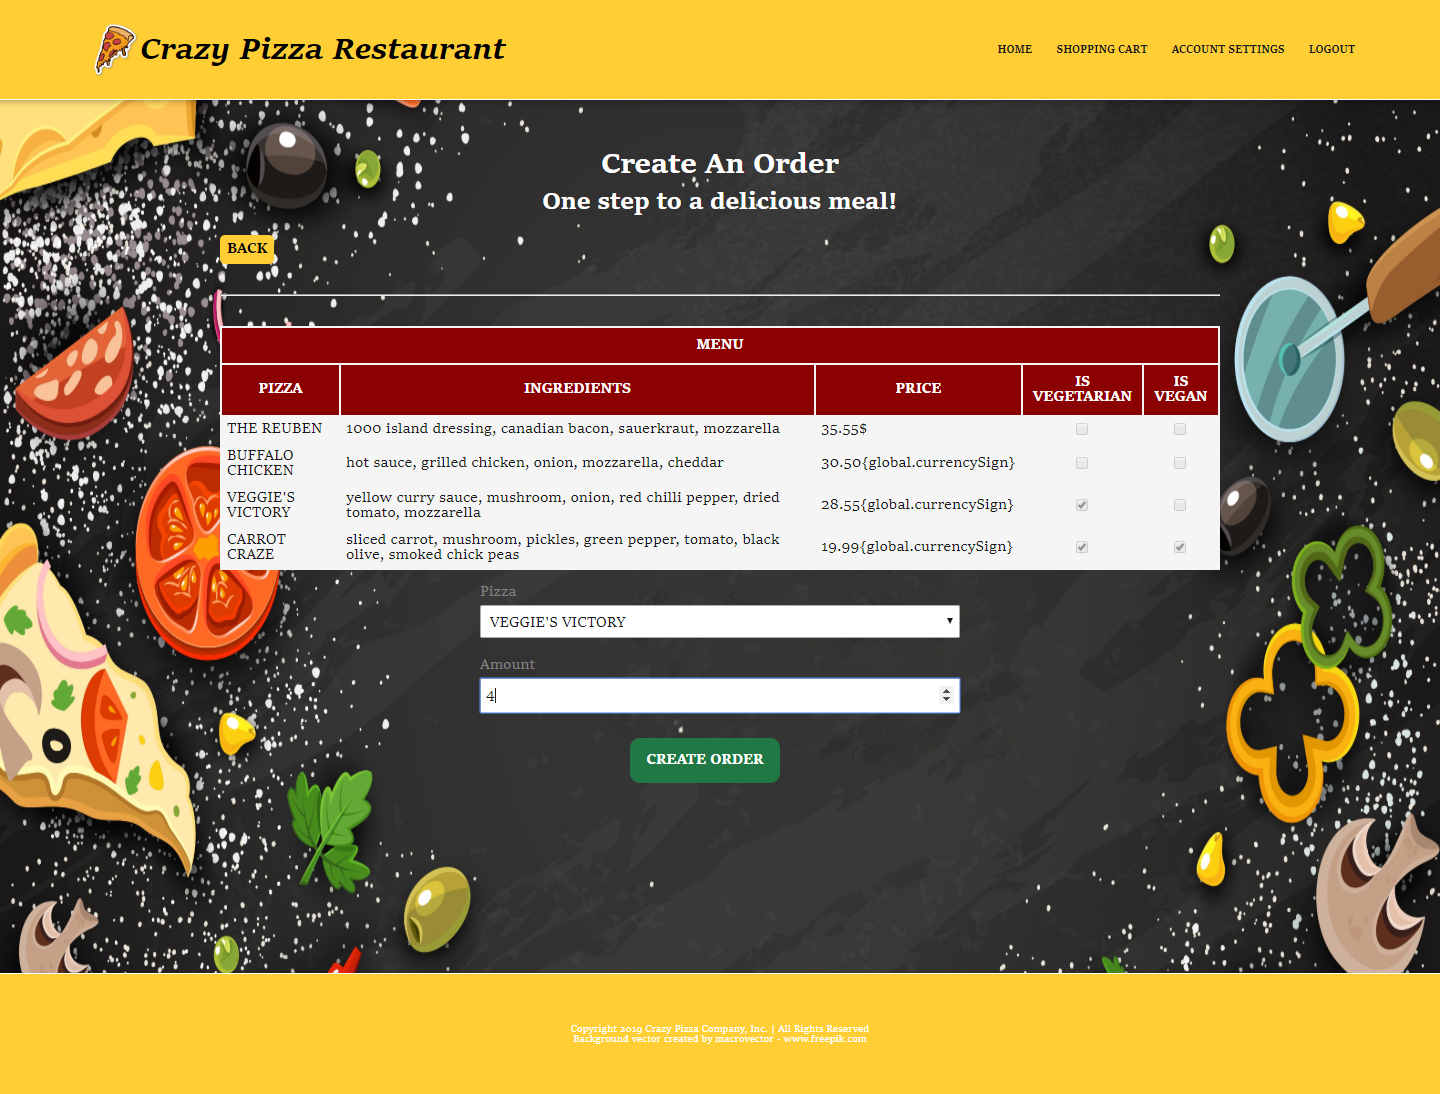 Crazy Pizza Restaurant
HOME SHOPPING CART ACCOUNT SETTINGS LOGOUT
Create An Order
One step to a delicious meal!
BACK
MENU
PIZZA INGREDIENTS PRICE IS VEGETARIAN IS VEGAN
THE REUBEN 1000 island dressing, canadian bacon, sauerkraut, mozzarella 35.55$
BUFFALO CHICKEN hot sauce, grilled chicken, onion, mozzarella, cheddar 30.50{global.currencySign}
VEGGIE'S VICTORY yellow curry sauce, mushroom, onion, red chilli pepper, dried tomato, mozzarella 28.55{global.currencySign}
CARROT CRAZE sliced carrot, mushroom, pickles, green pepper, tomato, black olive, smoked chick peas 19.99{global.currencySign}
Pizza
VEGGIE'S VICTORY
Amount
4
CREATE ORDER
Copyright 2019 Crazy Pizza Company, Inc. | All Rights Reserved
Background vector created by macrovector - www.freepik.com